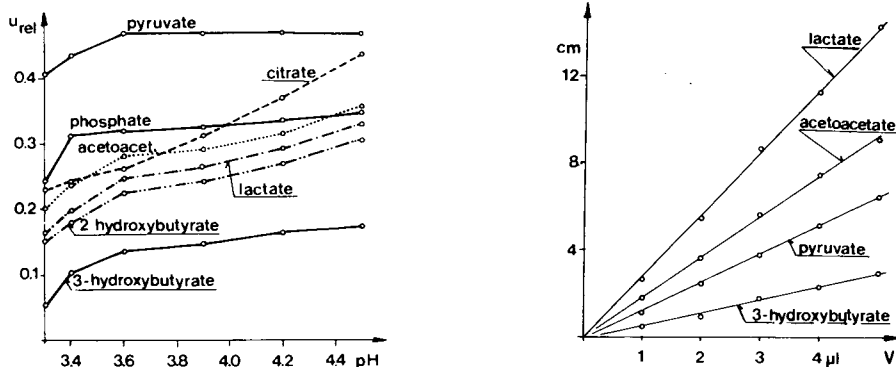 u rel
0.4
0.3
0.2
0.1
pyruvate
citrate
phosphate
acetoacet.
lactate
2 hydroxybutyrate
3-hydroxybutyrate
3.4 3.6 3.8 4.0 4.2 4.4 pH
cm
12
8
4
lactate
acetoacetate
pyruvate
3-hydroxybutyrate
1 2 3 4 µl V